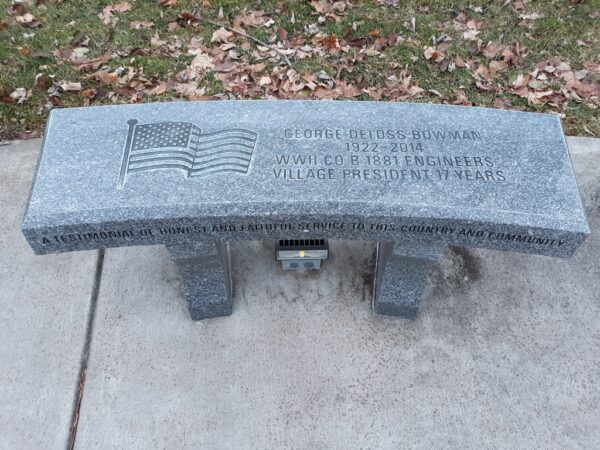 GEORGE DELOSS BOWMAN
1922-2014
WWII CO B 1881 ENGINEERS
VILLAGE PRESIDENT 17 YEARS
A TESTIMONIAL OF HONEST AND FAITHFUL SERVICE TO THIS COUNTRY AND COMMUNITY